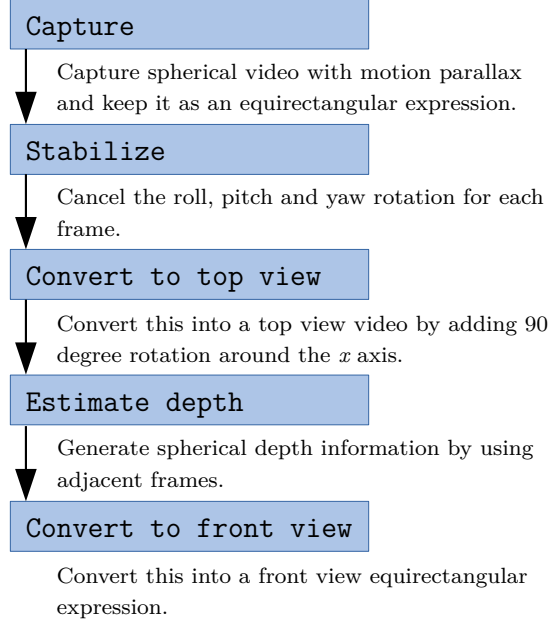 Capture
Capture spherical video with motion parallax
and keep it as an equirectangular expression.
Stabilize
Cancel the roll, pitch and yaw rotation for each
frame.
Convert to top view
Convert this into a top view video by adding 90
degree rotation around the x axis.
Estimate depth
Generate spherical depth information by using
adjacent frames.
Convert to front view
Convert this into a front view equirectangular
expression.